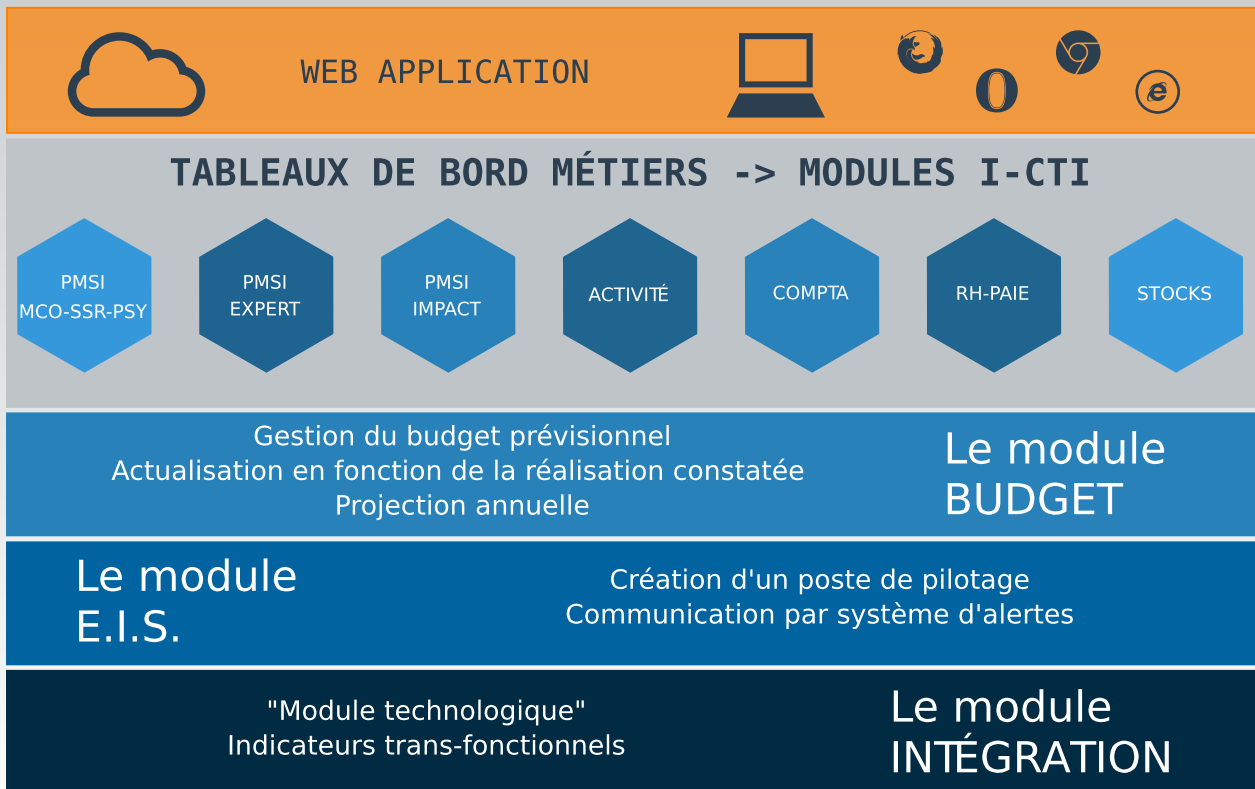 WEB APPLICATION
TABLEAUX DE BORD MÉTIERS -> MODULES I-CTI
PMSI
MCO-SSR-PSY
PMSI
EXPERT
PMSI
IMPACT
ACTIVITÉ
COMPTA
RH-PAIE
STOCKS
Gestion du budget prévisionnel
Actualisation en fonction de la réalisation constatée
Projection annuelle
Le module
BUDGET
Le module
E.I.S.
Création d'un poste de pilotage
Communication par système d'alertes
"Module technologique"
Indicateurs trans-fonctionnels
Le module
INTÉGRATION